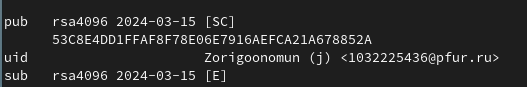 pub   rsa4096 2024-03-15 [SC]
      53C8E4DD1FFAF8F78E06E7916AEFCA21A678852A
uid                      Zorigoonomun (j) <1032225436@pfur.ru>
sub   rsa4096 2024-03-15 [E]